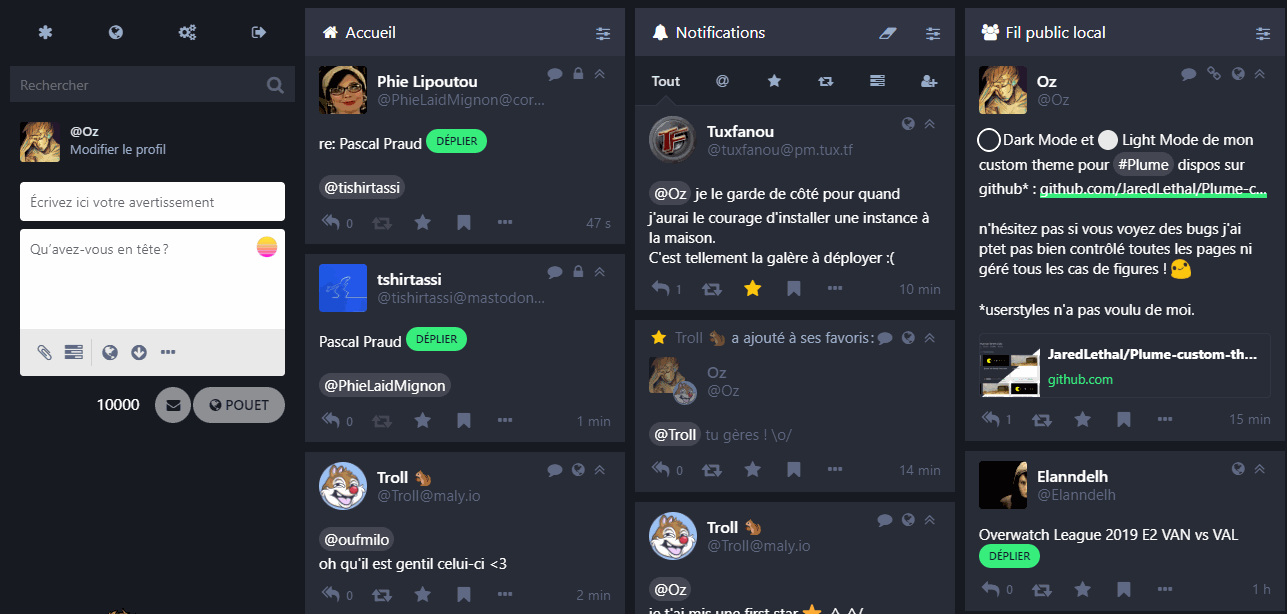 Rechercher
@Oz
Modifier le profil
Écrivez ici votre avertissement
Qu’avez-vous en tête ?
10000
POUET
Accueil
Phie Lipoutou
@PhieLaidMignon@cor...
re: Pascal Praud DÉPLIER
@tishirtassi
0 47 s
tshirtassi
@tishirtassi@mastodon...
Pascal Praud DÉPLIER
@PhieLaidMignon
0 1 min
Troll
@Troll@maly.io
@oufmilo
oh qu'il est gentil celui-ci <3
0 2 min
Notifications
Tout @
Tuxfanou
@tuxfanou@pm.tux.tf
@Oz je le garde de côté pour quand
j'aurai le courage d'installer une instance à
la maison.
C'est tellement la galère à déployer :(
1 10 min
Troll a ajouté à ses favoris:
Oz
@Oz
@Troll tu gères ! \o/
0 14 min
Troll
@Troll@maly.io
@Oz
je t'ai mis une first star
Fil public local
Oz
@Oz
Dark Mode et Light Mode de mon
custom theme pour #Plume dispos sur
github* : github.com/JaredLethal/Plume-c...
n'hésitez pas si vous voyez des bugs j'ai
ptet pas bien contrôlé toutes les pages ni
géré tous les cas de figures !
*userstyles n'a pas voulu de moi.
JaredLethal/Plume-custom-th...
github.com
1 15 min
Elanndelh
@Elanndelh
Overwatch League 2019 E2 VAN vs VAL
DÉPLIER
0 1 h